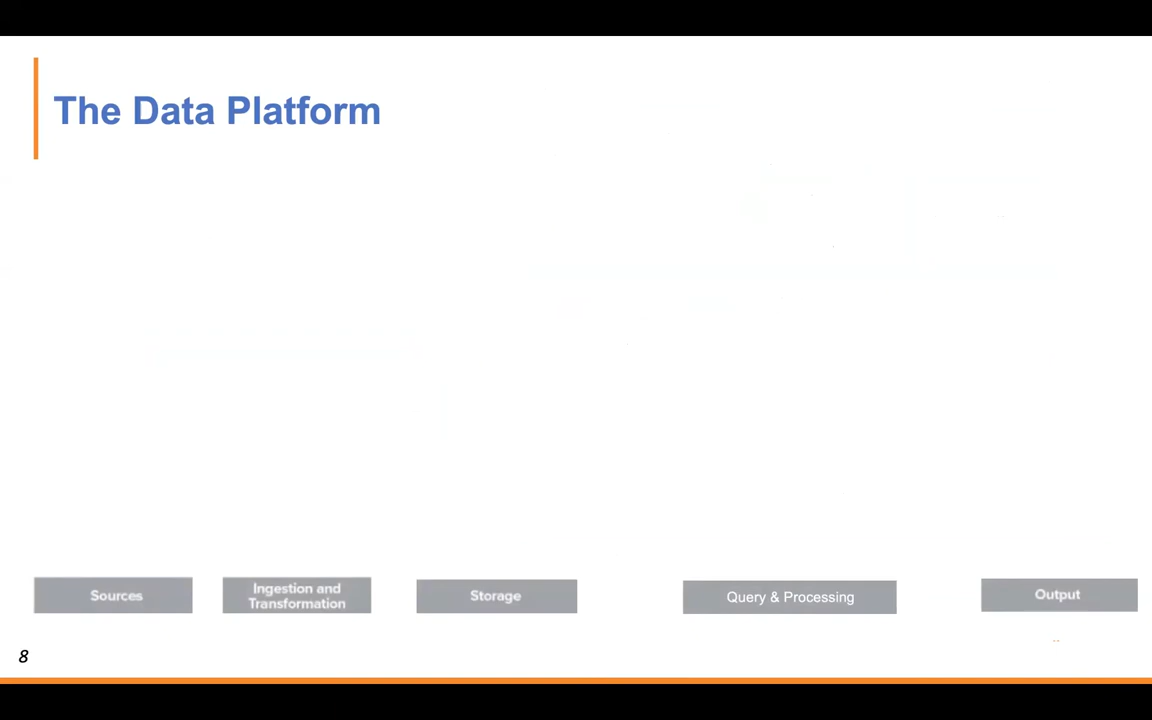 The Data Platform
Sources
Ingestion and
Transformation
Storage
Query & Processing
Output
8